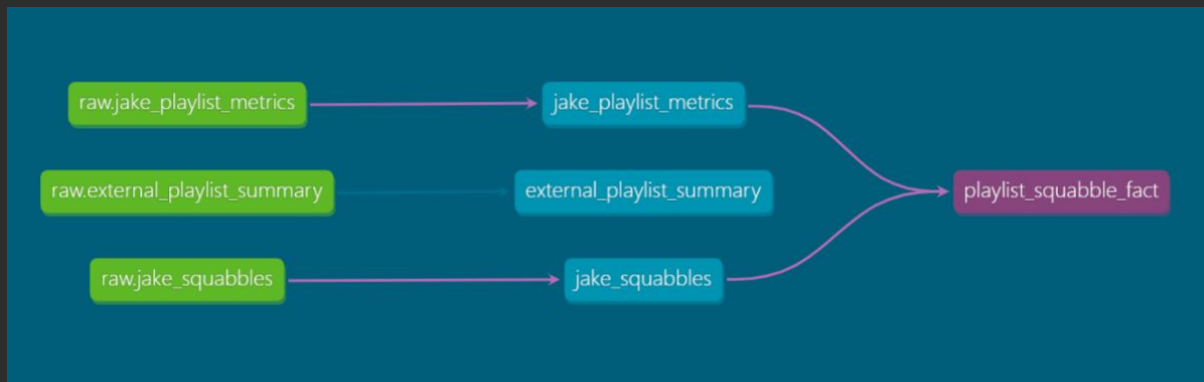 raw.jake_playlist_metrics
jake_playlist_metrics
raw.external_playlist_summary
external_playlist_summary
playlist_squabble_fact
raw.jake_squabbles
jake_squabbles